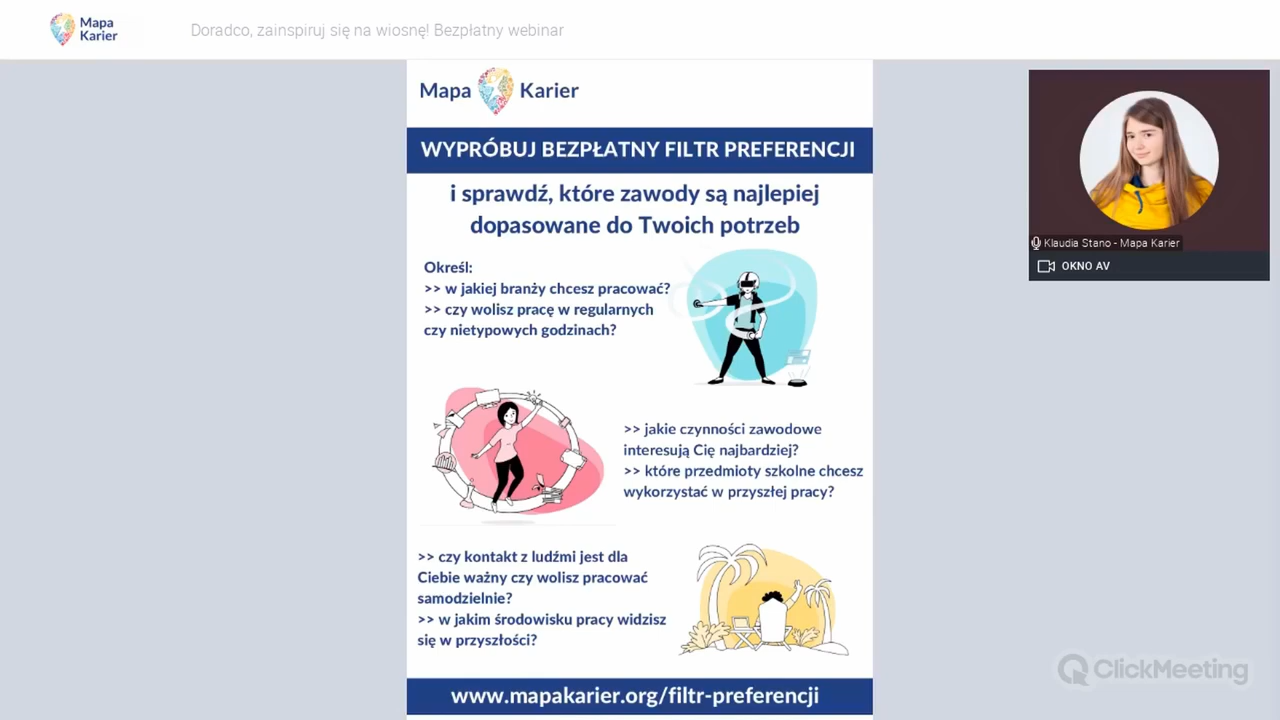 Mapa
Karier
Doradco, zainspiruj się na wiosnę! Bezpłatny webinar
Mapa Karier
WYPRÓBUJ BEZPŁATNY FILTR PREFERENCJI
i sprawdź, które zawody są najlepiej
dopasowane do Twoich potrzeb
Określ:
>> w jakiej branży chcesz pracować?
>> czy wolisz pracę w regularnych
czy nietypowych godzinach?
>> jakie czynności zawodowe
interesują Cię najbardziej?
>> które przedmioty szkolne chcesz
wykorzystać w przyszłej pracy?
>> czy kontakt z ludźmi jest dla
Ciebie ważny czy wolisz pracować
samodzielnie?
>> w jakim środowisku pracy widzisz
się w przyszłości?
www.mapakarier.org/filtr-preferencji
Klaudia Stano - Mapa Karier
OKNO AV
ClickMeeting